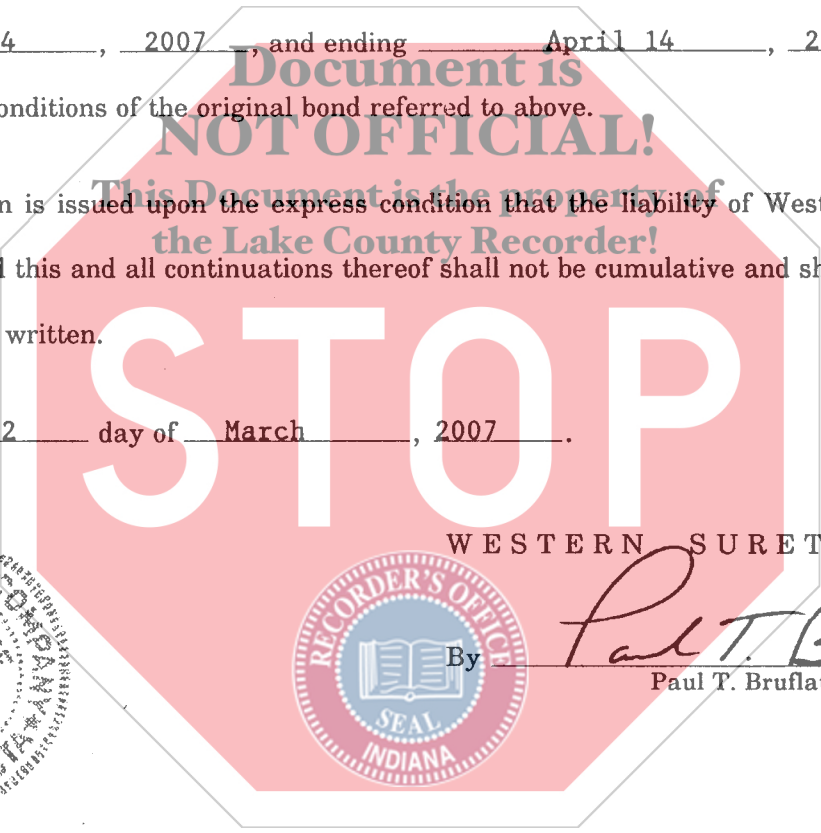 4, 2007, and ending April 14, 2
Document is
onditions of the original bond referred to above.
NOT OFFICIAL!
This Document is the property of
n is issued upon the express condition that the liability of West
the Lake County Recorder!
l this and all continuations thereof shall not be cumulative and sh
written.
STOP
2 day of March, 2007.
WESTERN SURET
RECORDER'S OFFICE
SEAL
INDIANA
COMPANY
By Paul T. B
Paul T. Brufla